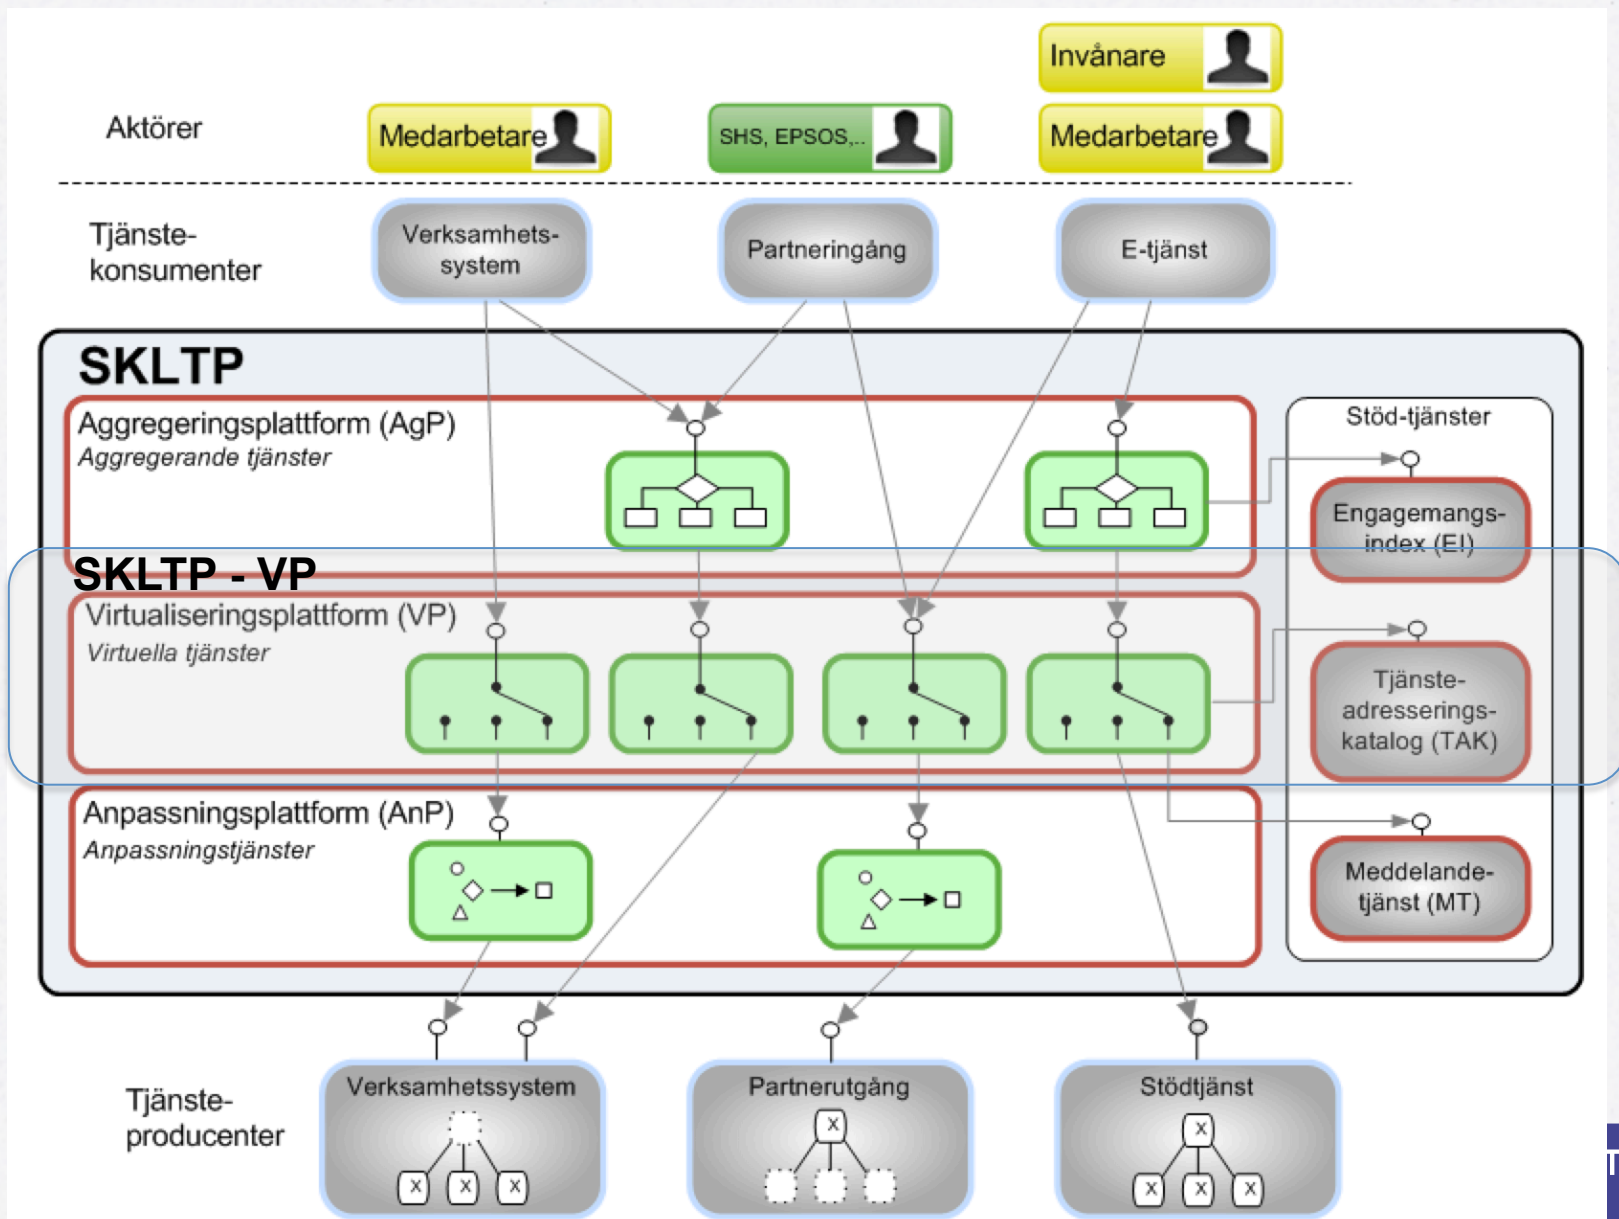 Invånare
Aktörer
Medarbetare
SHS, EPSOS,..
Medarbetare
Tjänste-
konsumenter
Verksamhets-
system
Partneringång
E-tjänst
SKLTP
Aggregeringsplattform (AgP)
Aggregerande tjänster
Stöd-tjänster
Engagemangs-
index (EI)
SKLTP - VP
Virtualiseringsplattform (VP)
Virtuella tjänster
Tjänste-
adresserings-
katalog (TAK)
Anpassningsplattform (AnP)
Anpassningstjänster
Meddelande-
tjänst (MT)
Tjänste-
producenter
Verksamhetssystem
X X X
Partnerutgång
X
Stödtjänst
X
X X X